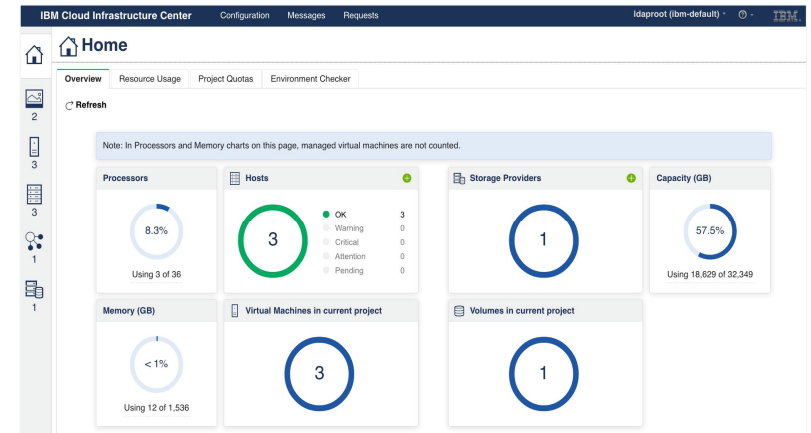 IBM Cloud Infrastructure Center Configuration Messages Requests ldaproot (ibm-default) IBM
Home
Overview Resource Usage Project Quotas Environment Checker
Refresh
2
3
3
1
1
Note: In Processors and Memory charts on this page, managed virtual machines are not counted.
Processors
8.3%
Using 3 of 36
Hosts
3
OK 3
Warning 0
Critical 0
Attention 0
Pending 0
Storage Providers
1
Capacity (GB)
57.5%
Using 18,629 of 32,349
Memory (GB)
< 1%
Using 12 of 1,536
Virtual Machines in current project
3
Volumes in current project
1